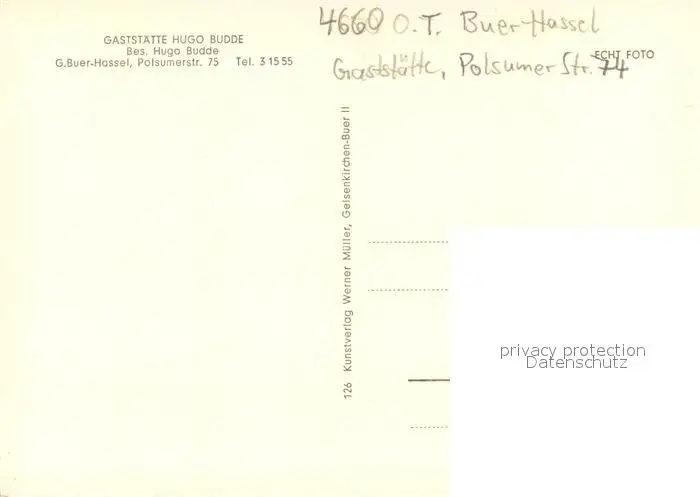 GASTSTÄTTE HUGO BUDDE
Bes. Hugo Budde
G.Buer-Hassel, Polsumerstr. 75 Tel. 31555
4660 O.T. Buer-Hassel
Gaststätte, Polsumer Str. 74
ECHT FOTO
126 Kunstverlag Werner Müller, Gelsenkirchen-Buer II
privacy protection
Datenschutz